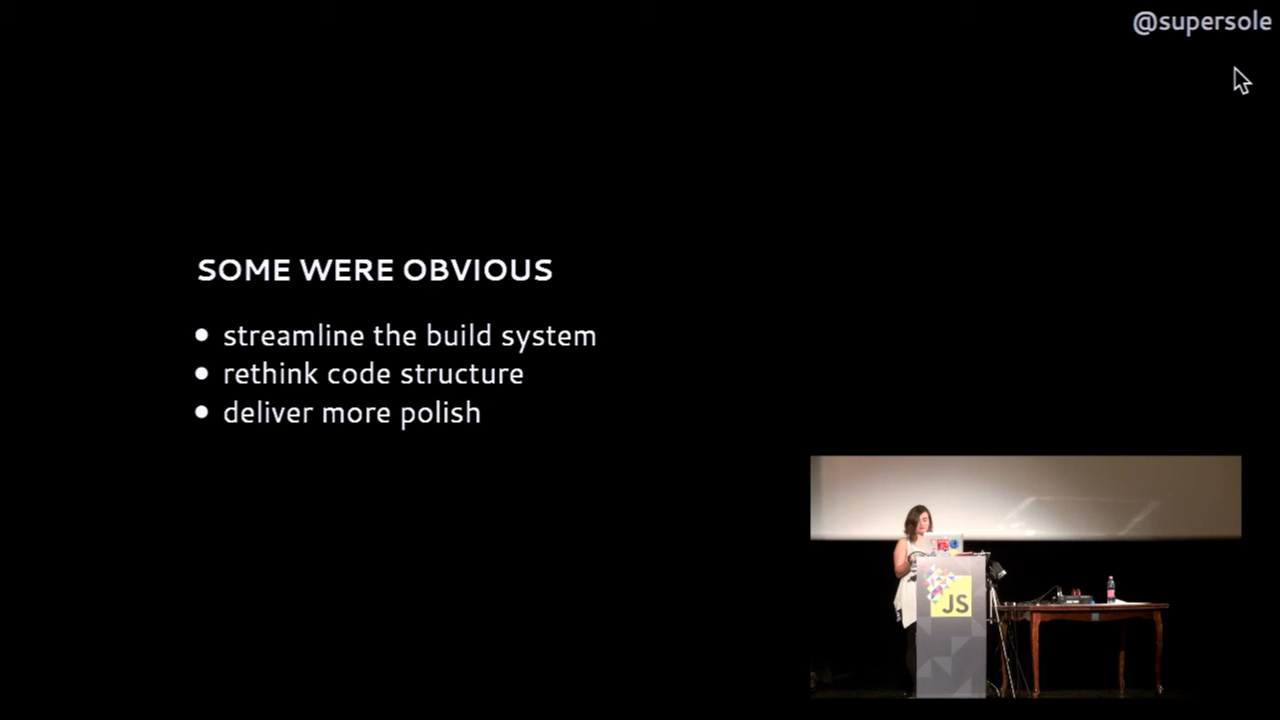 @supersole
SOME WERE OBVIOUS
streamline the build system
rethink code structure
deliver more polish
JS